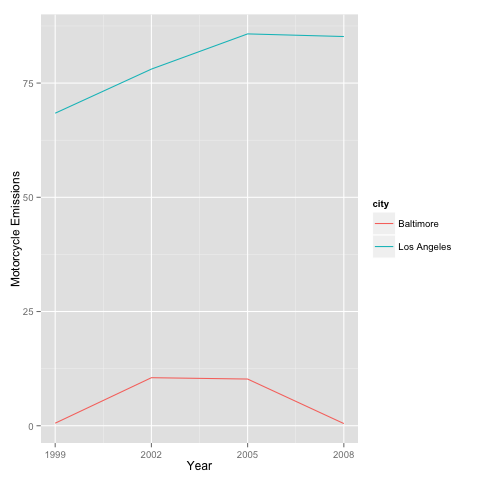 75
50
25
0
Motorcycle Emissions
1999 2002 2005 2008
Year
city
Baltimore
Los Angeles